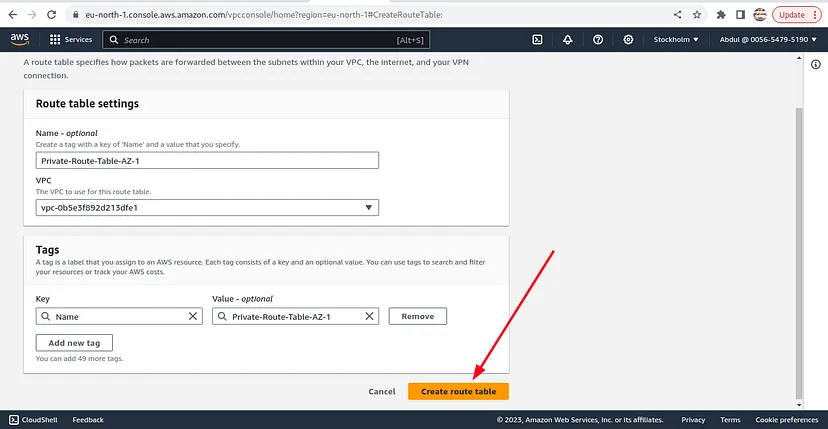 eu-north-1.console.aws.amazon.com/vpcconsole/home?region=eu-north-1#CreateRouteTable:
Update
aws
Services
Search
[Alt+S]
Stockholm
Abdul @ 0056-5479-5190
A route table specifies how packets are forwarded between the subnets within your VPC, the internet, and your VPN
connection.
Route table settings
Name - optional
Create a tag with a key of 'Name' and a value that you specify.
Private-Route-Table-AZ-1
VPC
The VPC to use for this route table.
vpc-0b5e3f892d213dfe1
Tags
A tag is a label that you assign to an AWS resource. Each tag consists of a key and an optional value. You can use tags to search and filter
your resources or track your AWS costs.
Key
Value - optional
Name
Private-Route-Table-AZ-1
Remove
Add new tag
You can add 49 more tags.
Cancel
Create route table
CloudShell
Feedback
© 2023, Amazon Web Services, Inc. or its affiliates.
Privacy
Terms
Cookie preferences